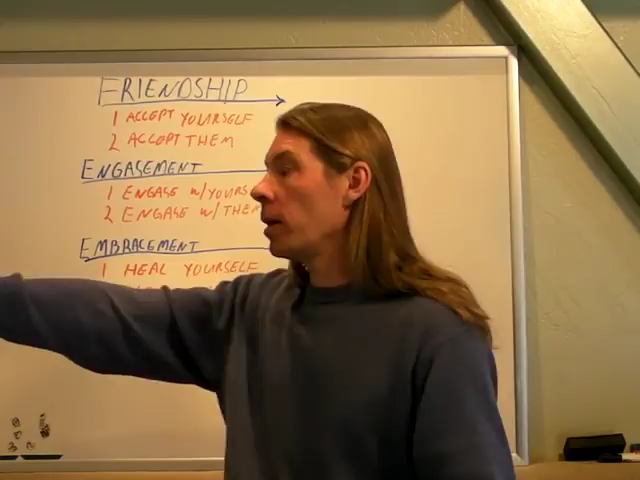 FRIENDSHIP
1 ACCEPT YOURSELF
2 ACCEPT THEM
ENGAGEMENT
1 ENGAGE W/YOURS
2 ENGAGE W/THEM
EMBRACEMENT
1 HEAL YOURSELF